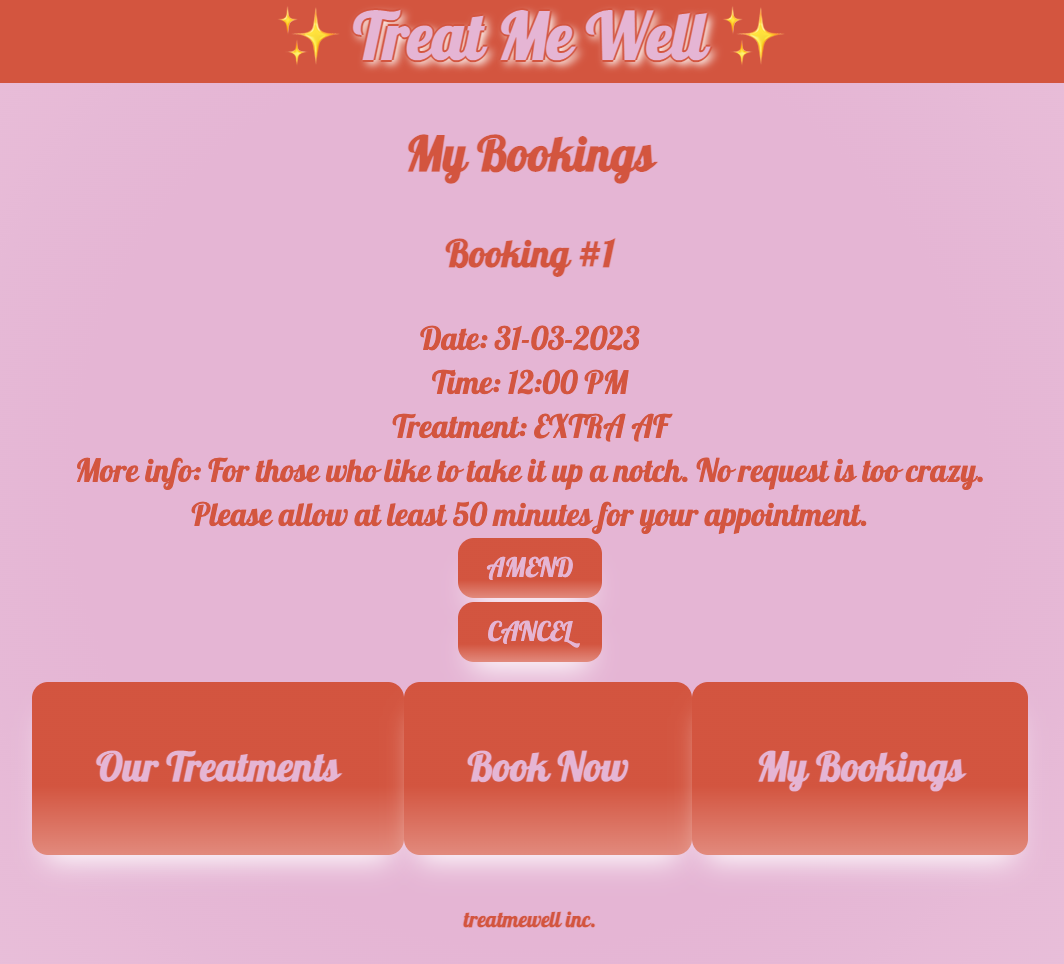 ✨ Treat Me Well ✨
My Bookings
Booking #1
Date: 31-03-2023
Time: 12:00 PM
Treatment: EXTRA AF
More info: For those who like to take it up a notch. No request is too crazy.
Please allow at least 50 minutes for your appointment.
AMEND
CANCEL
Our Treatments
Book Now
My Bookings
treatmewell inc.